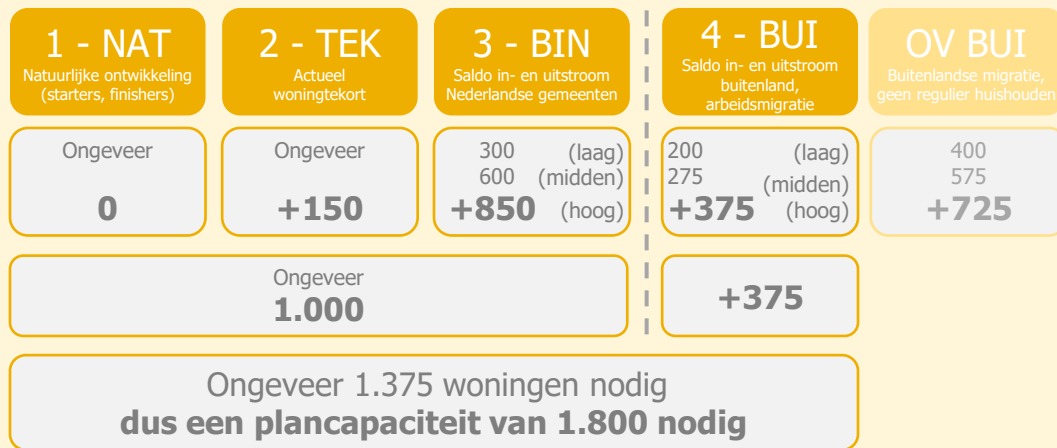 1 - NAT
Natuurlijke ontwikkeling
(starters, finishers)
2 - TEK
Actueel
woningtekort
3 - BIN
Saldo in- en uitstroom
Nederlandse gemeenten
4 - BUI
Saldo in- en uitstroom
buitenland,
arbeidsmigratie
OV BUI
Buitenlandse migratie,
geen regulier huishouden
Ongeveer
0
Ongeveer
+150
300 (laag)
600 (midden)
+850 (hoog)
200 (laag)
275 (midden)
+375 (hoog)
400
575
+725
Ongeveer
1.000
+375
Ongeveer 1.375 woningen nodig
dus een plancapaciteit van 1.800 nodig